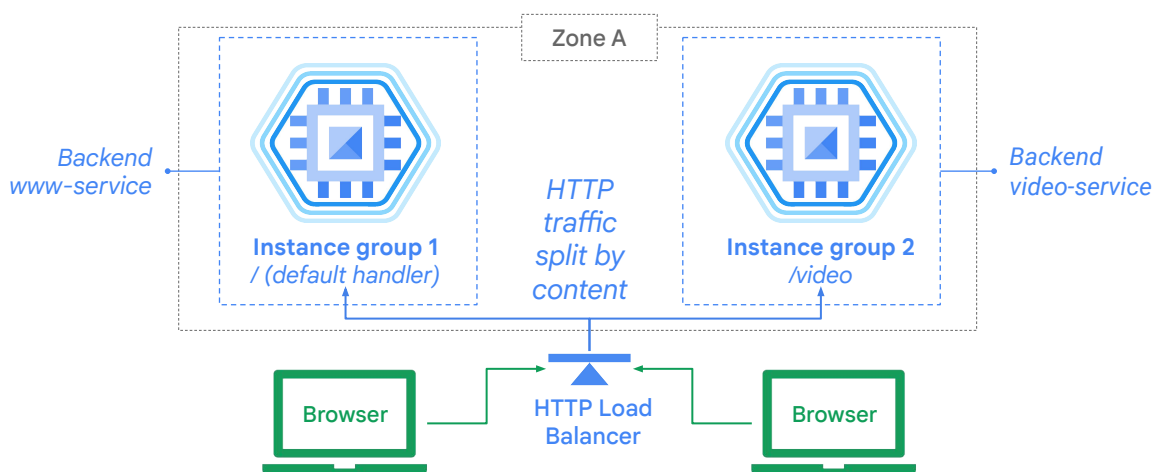 Zone A
Backend
www-service
Instance group 1
/ (default handler)
HTTP
traffic
split by
content
Instance group 2
/video
Backend
video-service
Browser
HTTP Load
Balancer
Browser